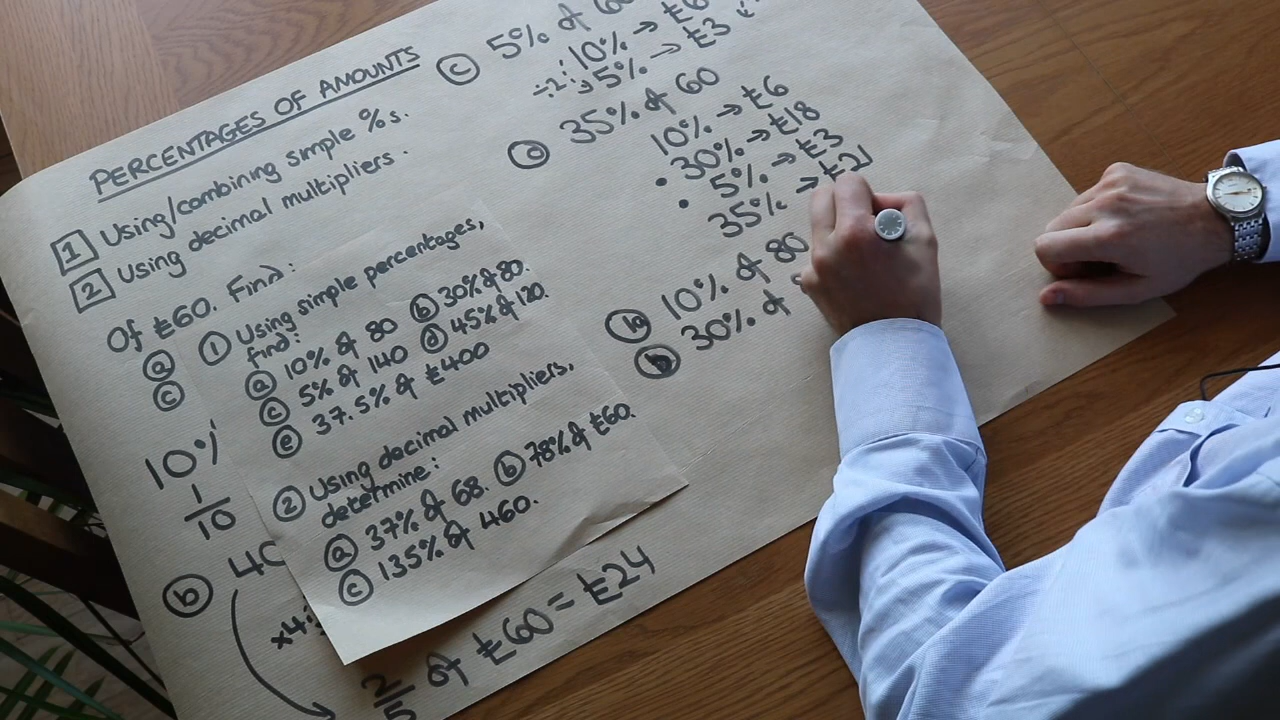 PERCENTAGES OF AMOUNTS
1 Using/combining simple %s.
2 Using decimal multipliers.
Of £60. Find:
a
c
10%
1/10
b 40
x4
2/5 of £60 = £24
1 Using simple percentages,
find:
a 10% of 80 b 30% of 80.
c 5% of 140 d 45% of 120.
e 37.5% of £400
2 Using decimal multipliers,
determine:
a 37% of 68. b 78% of £60.
c 135% of 460.
c 5% of 60
10% → £6
÷2 5% → £3
d 35% of 60
10% → £6
• 30% → £18
• 5% → £3
35% → £21
1a 10% of 80
b 30% of